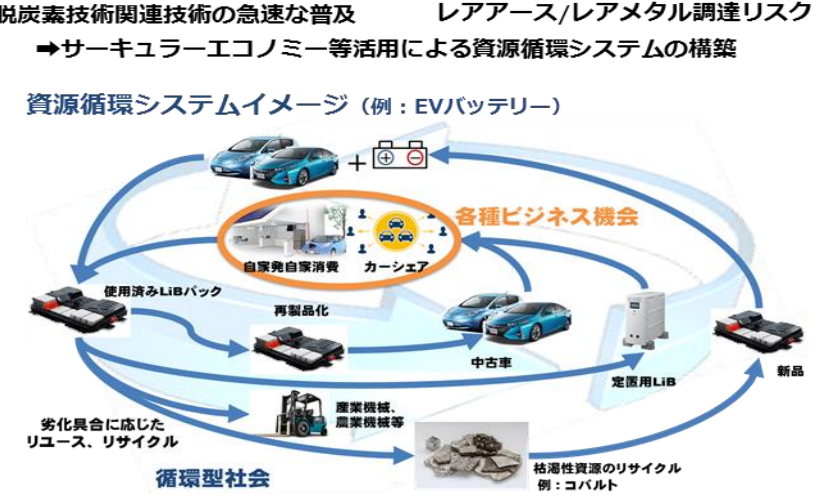 脱炭素技術関連技術の急速な普及
レアアース/レアメタル調達リスク
➡サーキュラーエコノミー等活用による資源循環システムの構築
資源循環システムイメージ（例：EVバッテリー）
+
各種ビジネス機会
自家発自家消費
カーシェア
使用済みLiBパック
再製品化
中古車
定置用LiB
新品
劣化具合に応じた
リユース、リサイクル
産業機械、
農業機械等
枯渇性資源のリサイクル
例：コバルト
循環型社会